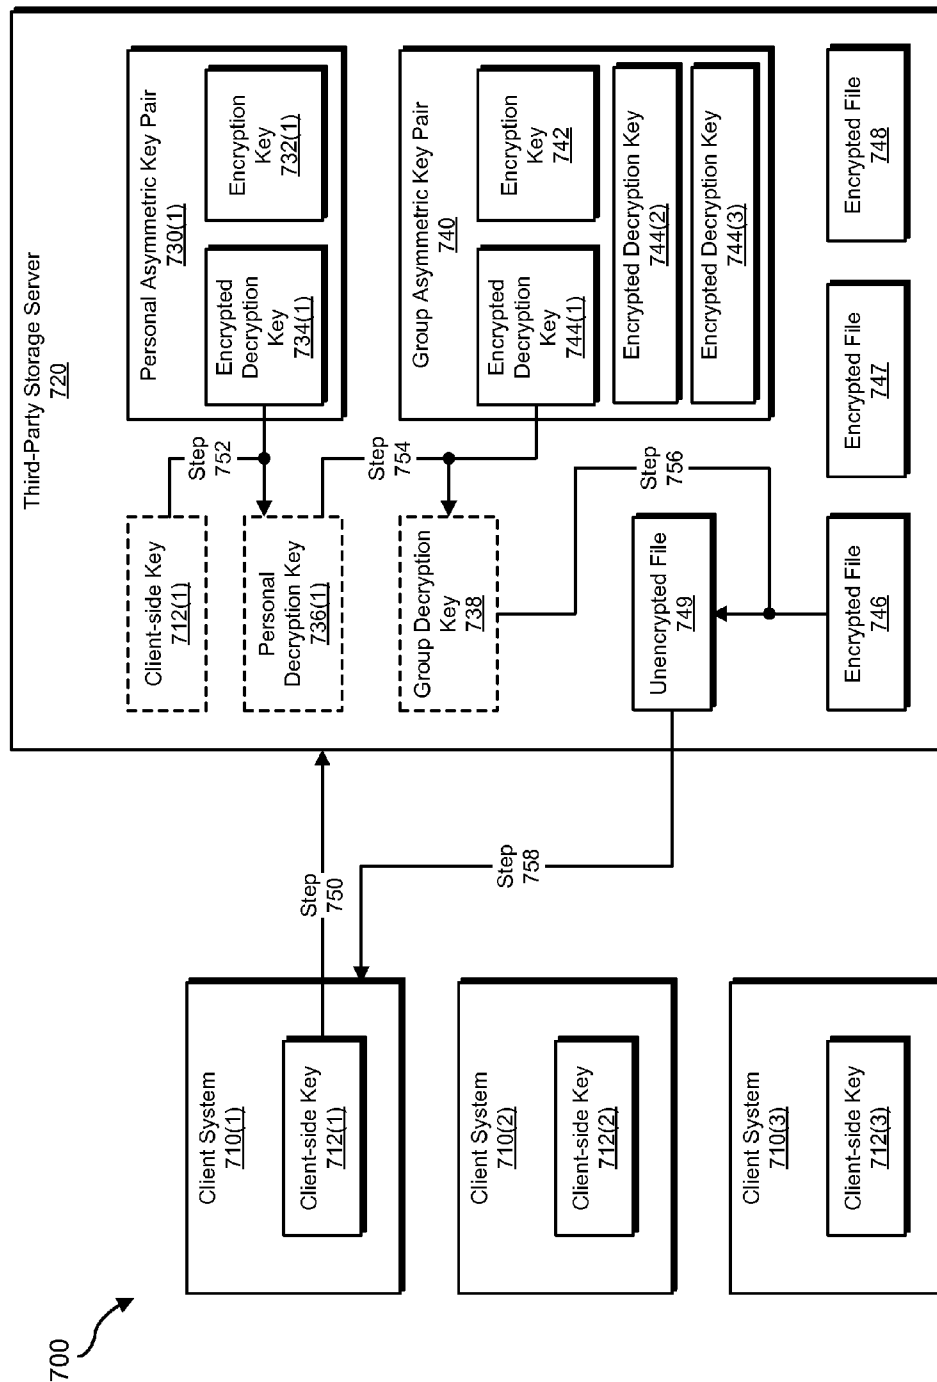 700
Client System
710(1)
Client-side Key
712(1)
Client System
710(2)
Client-side Key
712(2)
Client System
710(3)
Client-side Key
712(3)
Step
750
Step
758
Third-Party Storage Server
720
Client-side Key
712(1)
Step
752
Personal
Decryption Key
736(1)
Step
754
Group Decryption
Key
738
Step
756
Unencrypted File
749
Personal Asymmetric Key Pair
730(1)
Encrypted
Decryption
Key
734(1)
Encryption
Key
732(1)
Group Asymmetric Key Pair
740
Encrypted
Decryption
Key
744(1)
Encryption
Key
742
Encrypted Decryption Key
744(2)
Encrypted Decryption Key
744(3)
Encrypted File
746
Encrypted File
747
Encrypted File
748